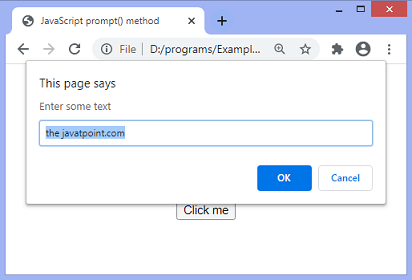 JavaScript prompt() method
File D:/programs/Exampl...
This page says
Enter some text
the javatpoint.com
OK Cancel
Click me